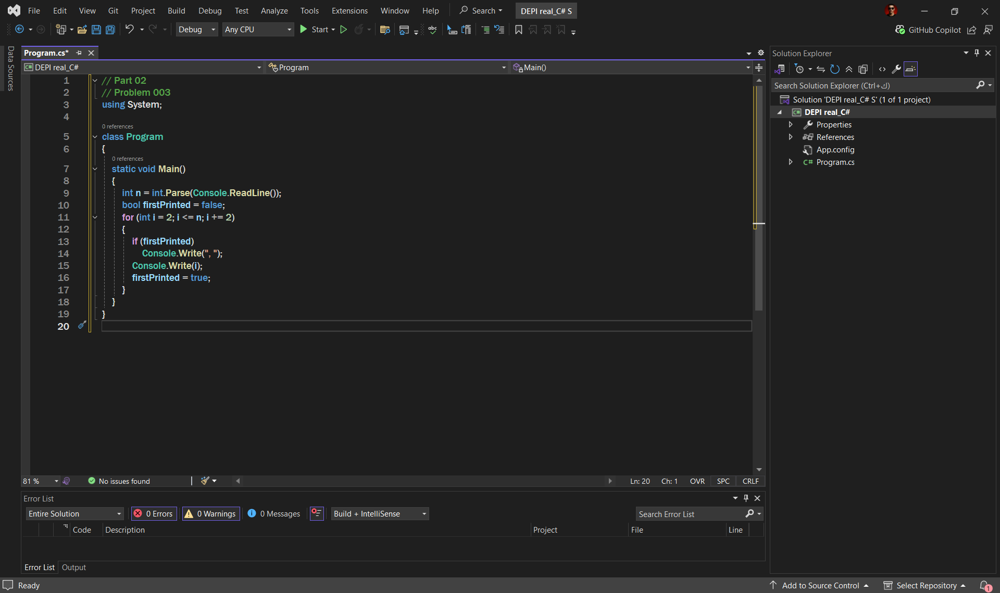 File Edit View Git Project Build Debug Test Analyze Tools Extensions Window Help Search DEPI real_C# S
Debug Any CPU Start abc GitHub Copilot
Data Sources
Program.cs*
DEPI real_C# Program Main()
1 // Part 02
2 // Problem 003
3 using System;
4
0 references
5 class Program
6 {
0 references
7 static void Main()
8 {
9 int n = int.Parse(Console.ReadLine());
10 bool firstPrinted = false;
11 for (int i = 2; i <= n; i += 2)
12 {
13 if (firstPrinted)
14 Console.Write(", ");
15 Console.Write(i);
16 firstPrinted = true;
17 }
18 }
19 }
20
81 % No issues found Ln: 20 Ch: 1 OVR SPC CRLF
Error List
Entire Solution 0 Errors 0 Warnings 0 Messages Build + IntelliSense Search Error List
Code Description Project File Line
Error List Output
Solution Explorer
Search Solution Explorer (Ctrl+ك)
Solution 'DEPI real_C# S' (1 of 1 project)
C# DEPI real_C#
Properties
References
App.config
C# Program.cs
Ready Add to Source Control Select Repository 1